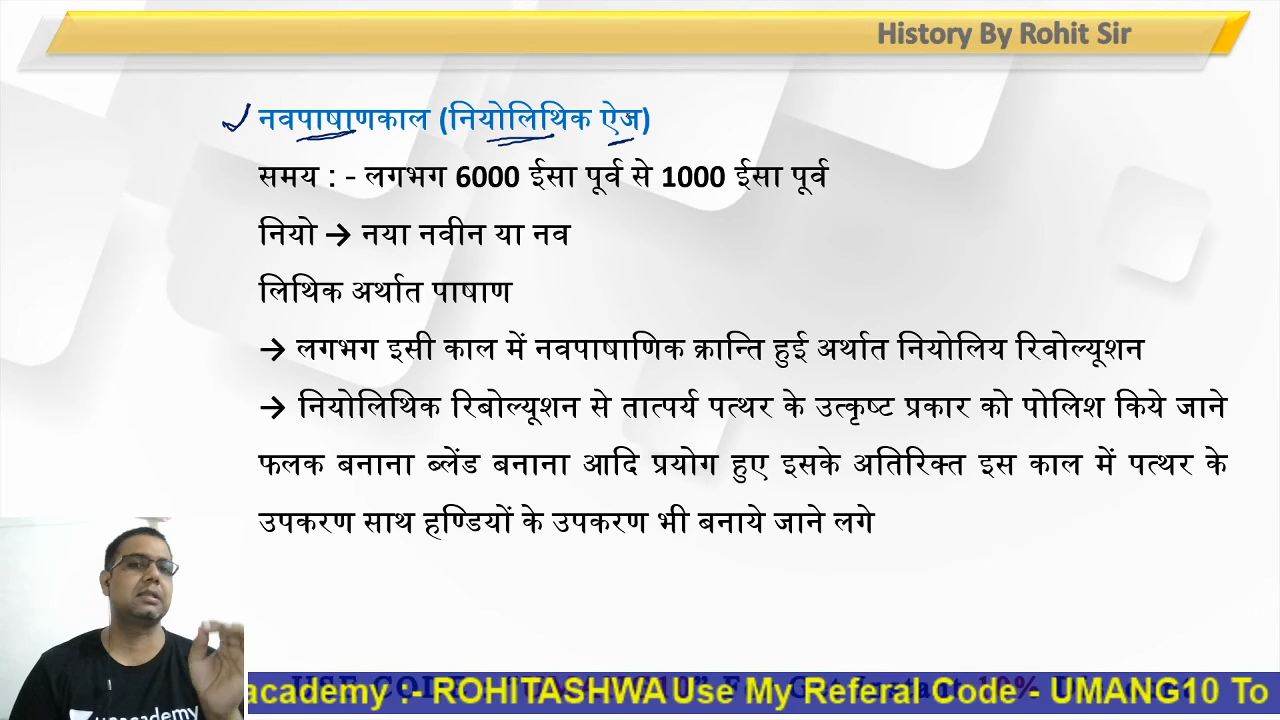 History By Rohit Sir
नवपाषाणकाल (नियोलिथिक ऐज)
समय : - लगभग 6000 ईसा पूर्व से 1000 ईसा पूर्व
नियो → नया नवीन या नव
लिथिक अर्थात पाषाण
→ लगभग इसी काल में नवपाषाणिक क्रान्ति हुई अर्थात नियोलिय रिवोल्यूशन
→ नियोलिथिक रिबोल्यूशन से तात्पर्य पत्थर के उत्कृष्ट प्रकार को पोलिश किये जाने
फलक बनाना ब्लेंड बनाना आदि प्रयोग हुए इसके अतिरिक्त इस काल में पत्थर के
उपकरण साथ हण्डियों के उपकरण भी बनाये जाने लगे
academy :- ROHITASHWA Use My Referal Code - UMANG10 To